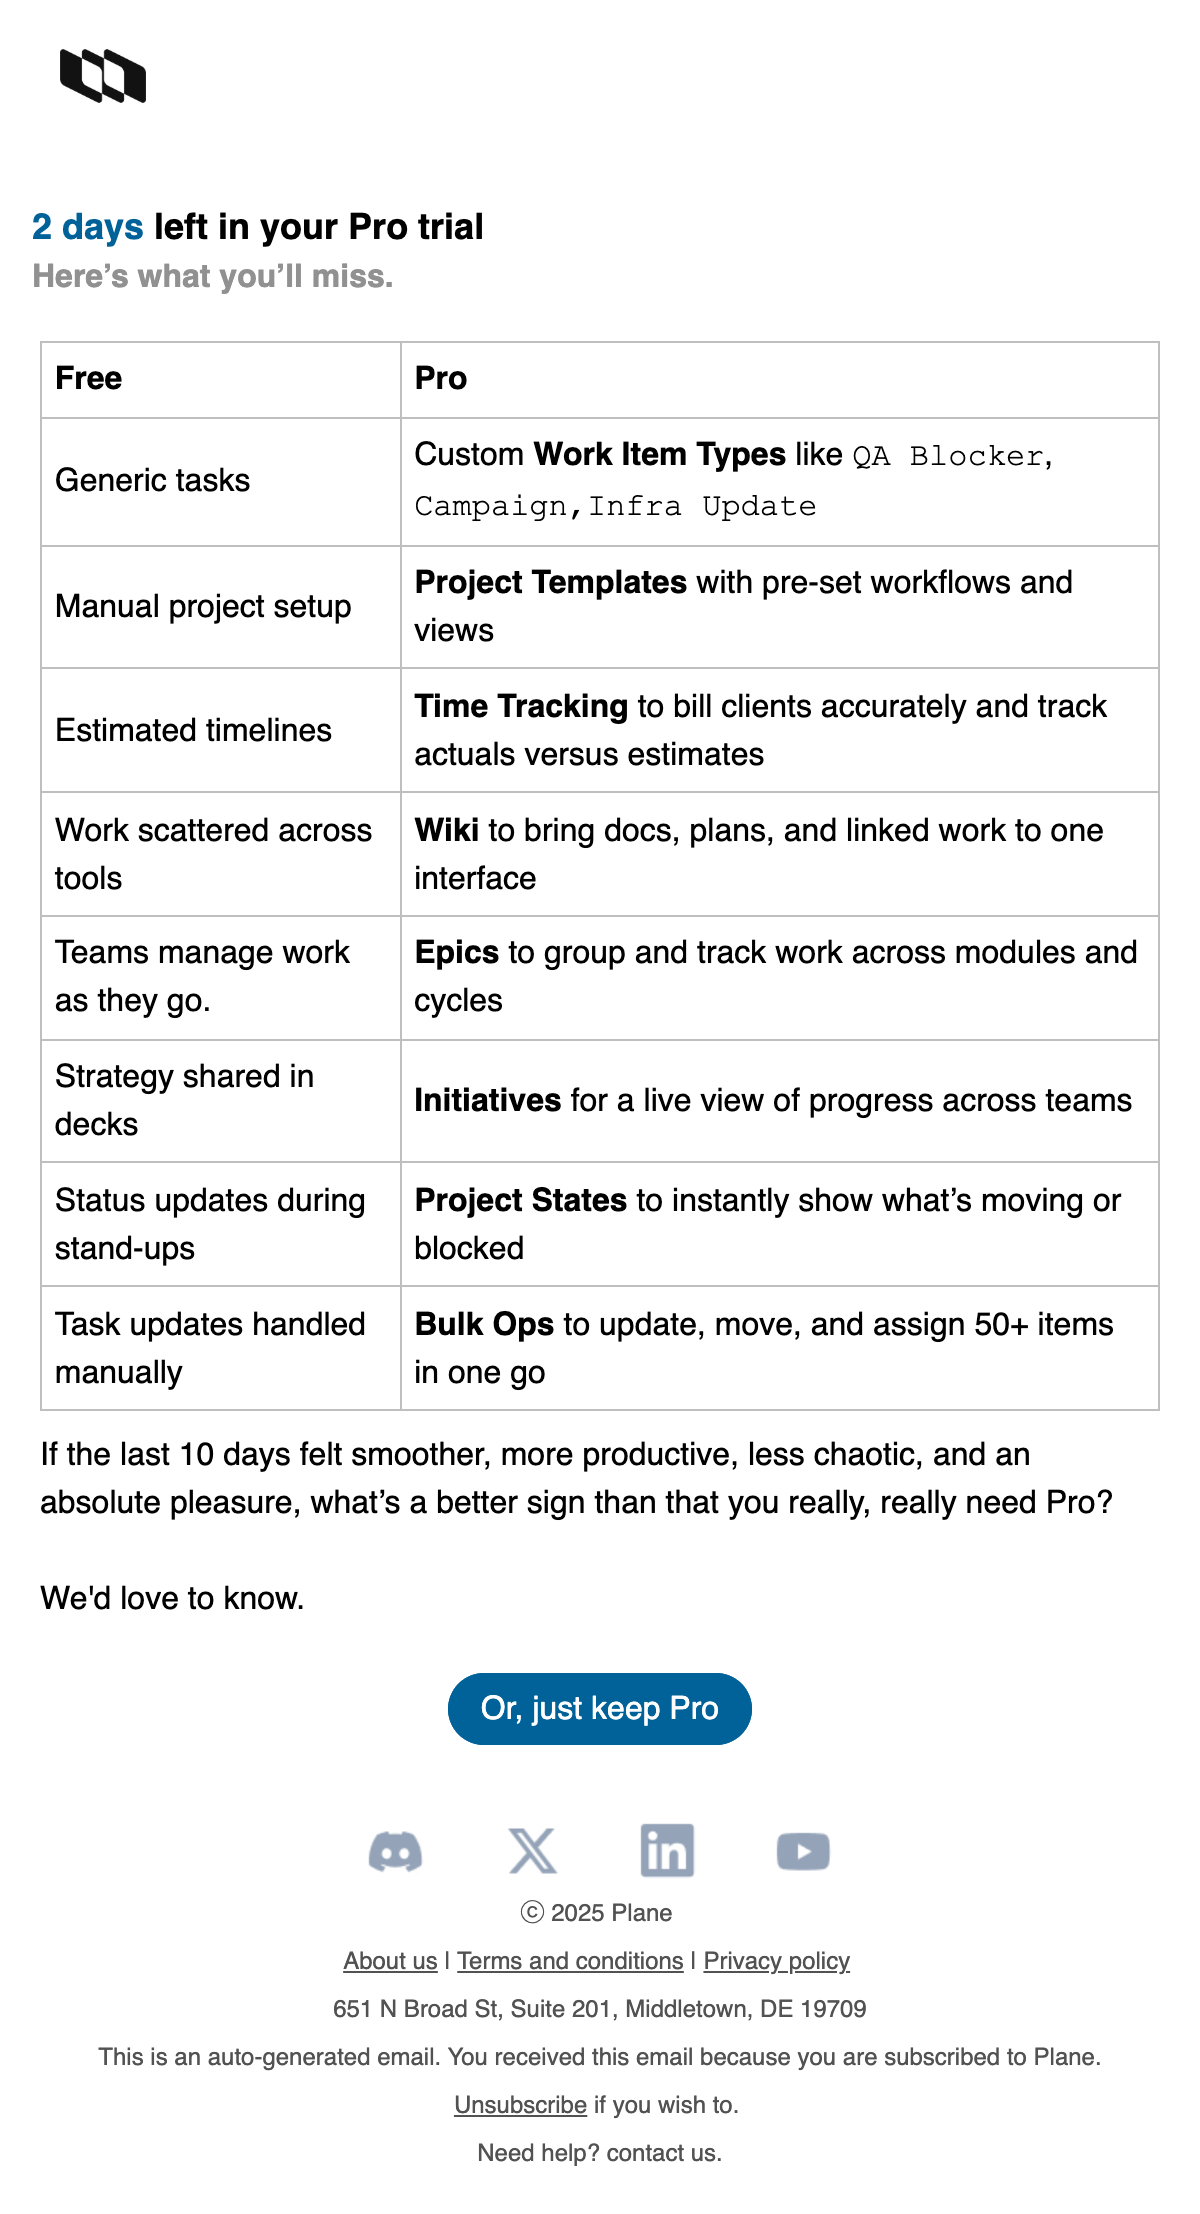 2 days left in your Pro trial
Here’s what you’ll miss.
Free
Pro
Generic tasks
Custom Work Item Types like QA Blocker,
Campaign, Infra Update
Manual project setup
Project Templates with pre-set workflows and
views
Estimated timelines
Time Tracking to bill clients accurately and track
actuals versus estimates
Work scattered across
tools
Wiki to bring docs, plans, and linked work to one
interface
Teams manage work
as they go.
Epics to group and track work across modules and
cycles
Strategy shared in
decks
Initiatives for a live view of progress across teams
Status updates during
stand-ups
Project States to instantly show what’s moving or
blocked
Task updates handled
manually
Bulk Ops to update, move, and assign 50+ items
in one go
If the last 10 days felt smoother, more productive, less chaotic, and an
absolute pleasure, what’s a better sign than that you really, really need Pro?
We'd love to know.
Or, just keep Pro
ⓒ 2025 Plane
About us | Terms and conditions | Privacy policy
651 N Broad St, Suite 201, Middletown, DE 19709
This is an auto-generated email. You received this email because you are subscribed to Plane.
Unsubscribe if you wish to.
Need help? contact us.